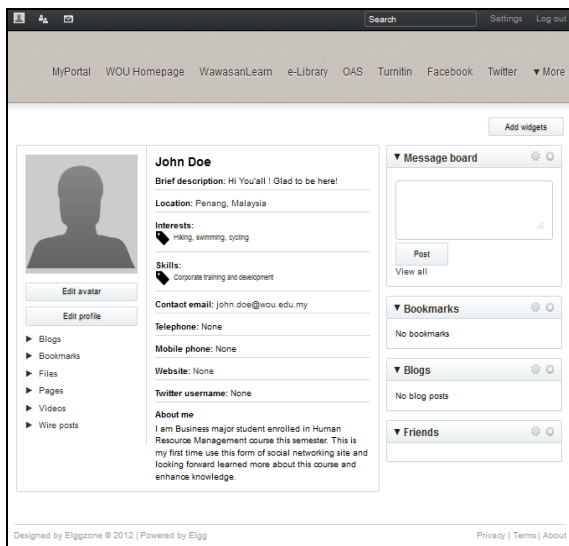 Search
Settings
Log out
MyPortal
WOU Homepage
WawasanLearn
e-Library
OAS
Turnitin
Facebook
Twitter
▼ More
Add widgets
Edit avatar
Edit profile
► Blogs
► Bookmarks
► Files
► Pages
► Videos
► Wire posts
John Doe
Brief description: Hi You'all ! Glad to be here!
Location: Penang, Malaysia
Interests:
Hiking, swimming, cycling
Skills:
Corporate training and development
Contact email: john.doe@wou.edu.my
Telephone: None
Mobile phone: None
Website: None
Twitter username: None
About me
I am Business major student enrolled in Human
Resource Management course this semester. This is
my first time use this form of social networking site and
looking forward learned more about this course and
enhance knowledge.
▼ Message board
Post
View all
▼ Bookmarks
No bookmarks
▼ Blogs
No blog posts
▼ Friends
Designed by Elggzone © 2012 | Powered by Elgg
Privacy | Terms | About